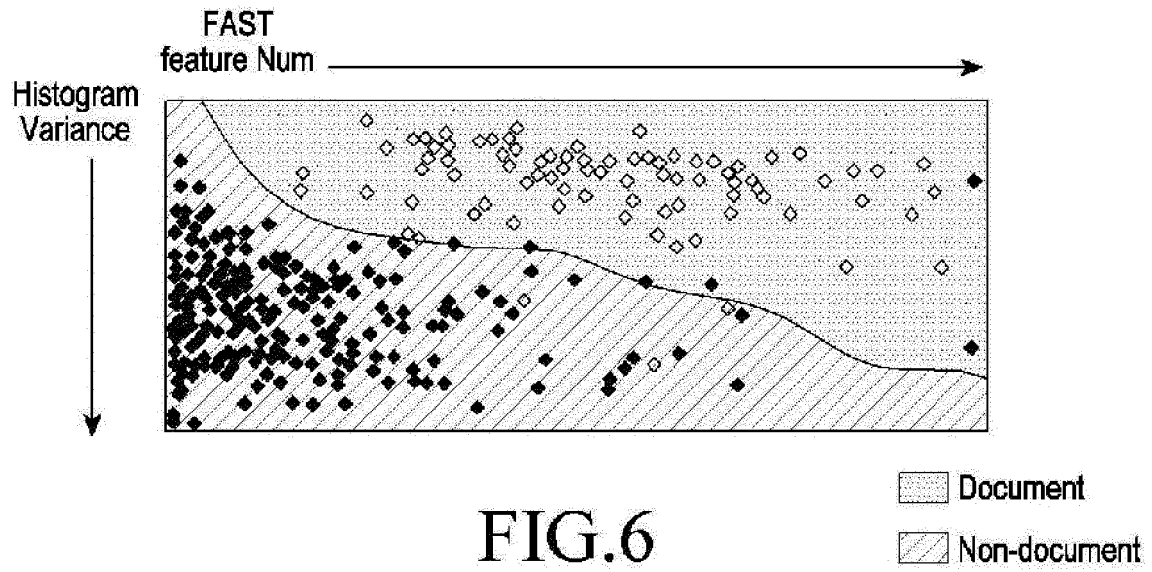 FAST
feature Num
Histogram
Variance
Document
Non-document
FIG.6